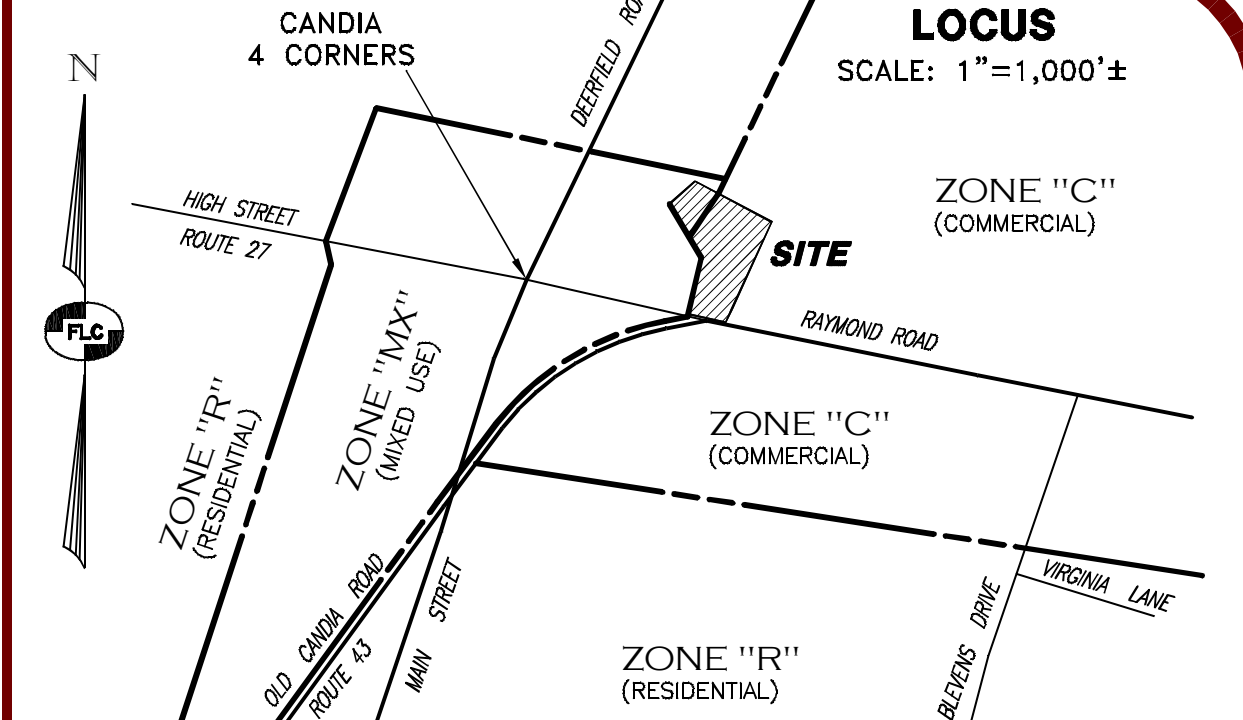 CANDIA
4 CORNERS
LOCUS
SCALE: 1"=1,000'±
N
DEERFIELD
ZONE "C"
(COMMERCIAL)
HIGH STREET
ROUTE 27
SITE
FLC
RAYMOND ROAD
ZONE "MX"
(MIXED USE)
ZONE "R"
(RESIDENTIAL)
ZONE "C"
(COMMERCIAL)
OLD CANDIA ROAD
ROUTE 43
MAIN STREET
VIRGINIA LANE
BLEVENS DRIVE
ZONE "R"
(RESIDENTIAL)